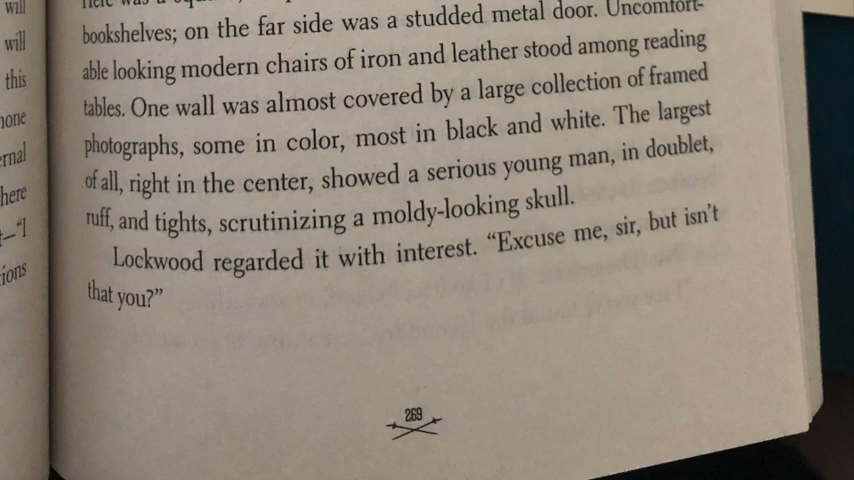 will
will
this
none
ernal
here
t—“I
ions
Here was a
bookshelves; on the far side was a studded metal door. Uncomfort-
able looking modern chairs of iron and leather stood among reading
tables. One wall was almost covered by a large collection of framed
photographs, some in color, most in black and white. The largest
of all, right in the center, showed a serious young man, in doublet,
ruff, and tights, scrutinizing a moldy-looking skull.
Lockwood regarded it with interest. “Excuse me, sir, but isn’t
that you?”
269